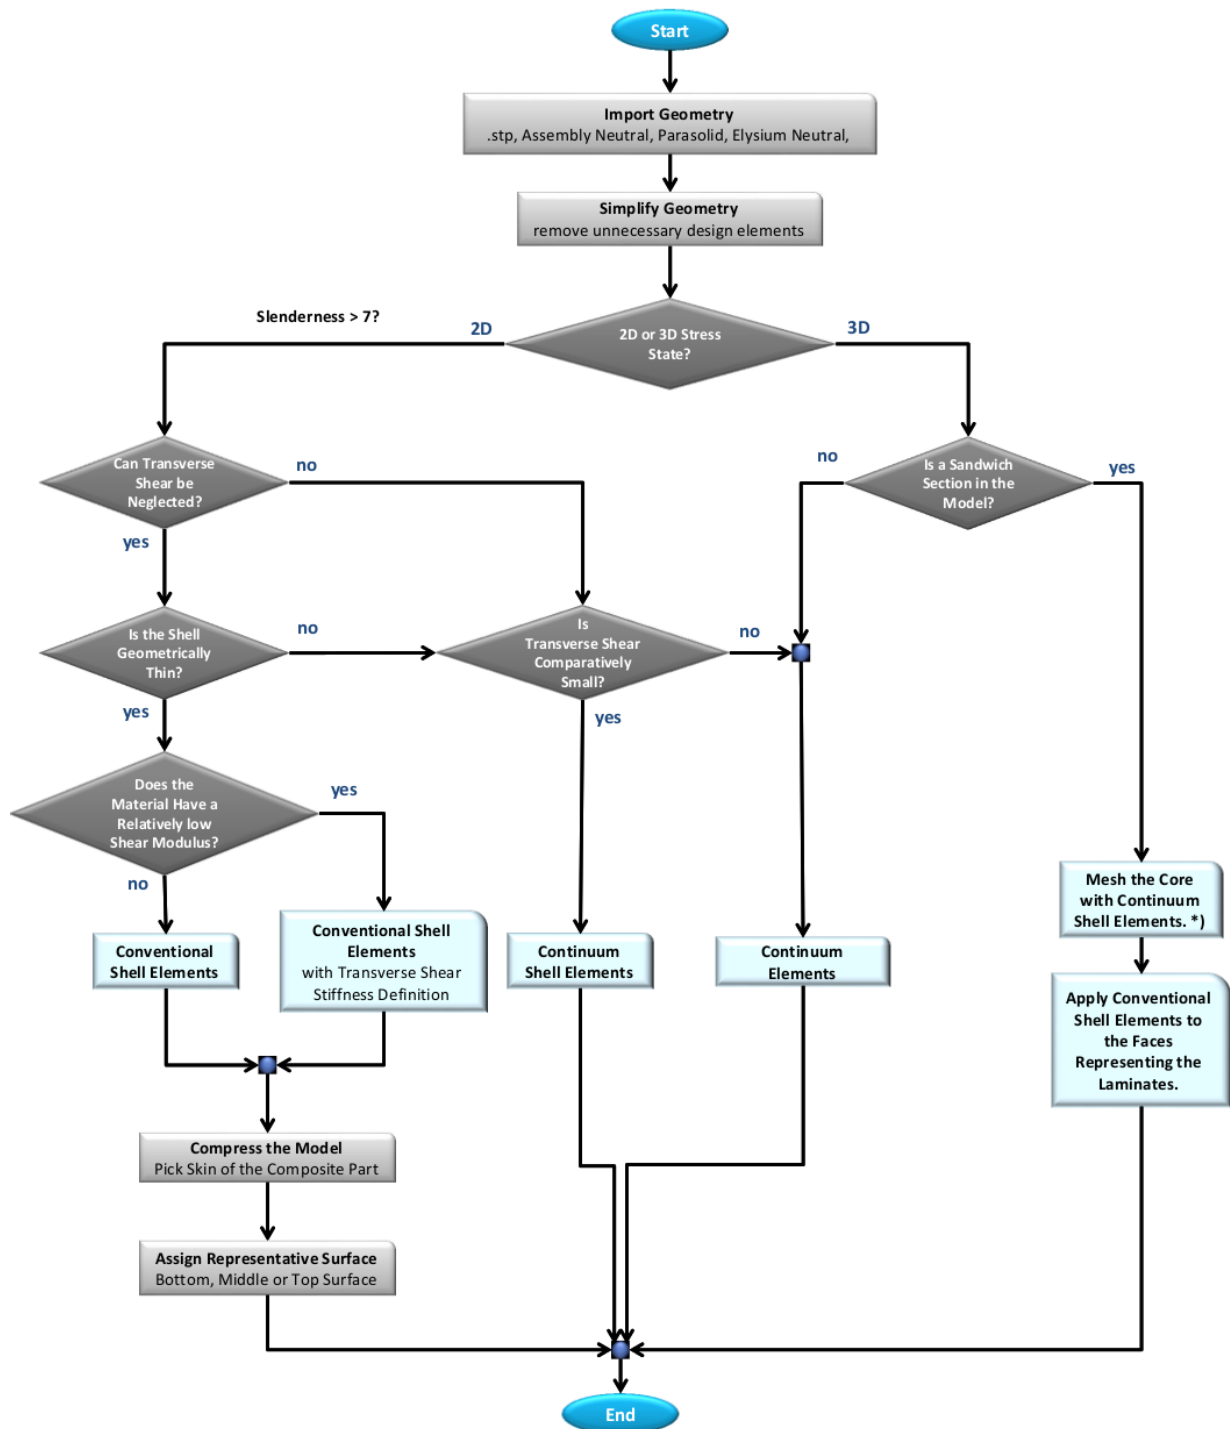 Start
Import Geometry
.stp, Assembly Neutral, Parasolid, Elysium Neutral,
Simplify Geometry
remove unnecessary design elements
Slenderness > 7?
2D
2D or 3D Stress
State?
3D
Can Transverse
Shear be
Neglected?
no
yes
no
Is a Sandwich
Section in the
Model?
yes
Is the Shell
Geometrically
Thin?
no
yes
Is
Transverse Shear
Comparatively
Small?
no
yes
Does the
Material Have a
Relatively low
Shear Modulus?
yes
no
Conventional
Shell Elements
Conventional Shell
Elements
with Transverse Shear
Stiffness Definition
Continuum
Shell Elements
Continuum
Elements
Mesh the Core
with Continuum
Shell Elements. *)
Apply Conventional
Shell Elements to
the Faces
Representing the
Laminates.
Compress the Model
Pick Skin of the Composite Part
Assign Representative Surface
Bottom, Middle or Top Surface
End